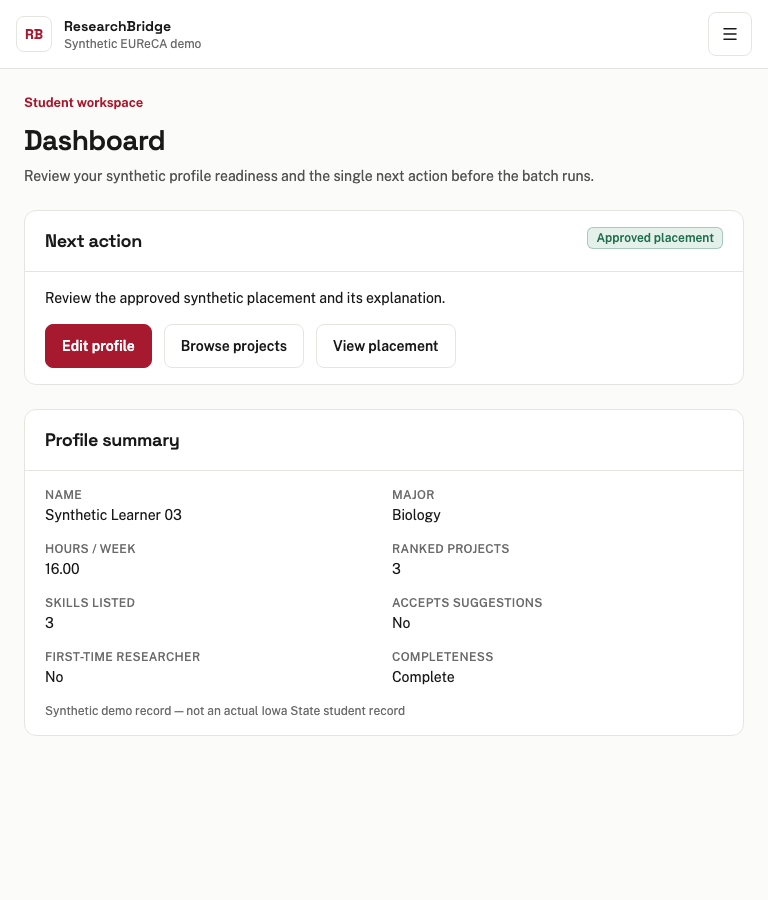 RB
ResearchBridge
Synthetic EUReCA demo
Student workspace
Dashboard
Review your synthetic profile readiness and the single next action before the batch runs.
Next action
Approved placement
Review the approved synthetic placement and its explanation.
Edit profile
Browse projects
View placement
Profile summary
NAME
Synthetic Learner 03
MAJOR
Biology
HOURS / WEEK
16.00
RANKED PROJECTS
3
SKILLS LISTED
3
ACCEPTS SUGGESTIONS
No
FIRST-TIME RESEARCHER
No
COMPLETENESS
Complete
Synthetic demo record — not an actual Iowa State student record